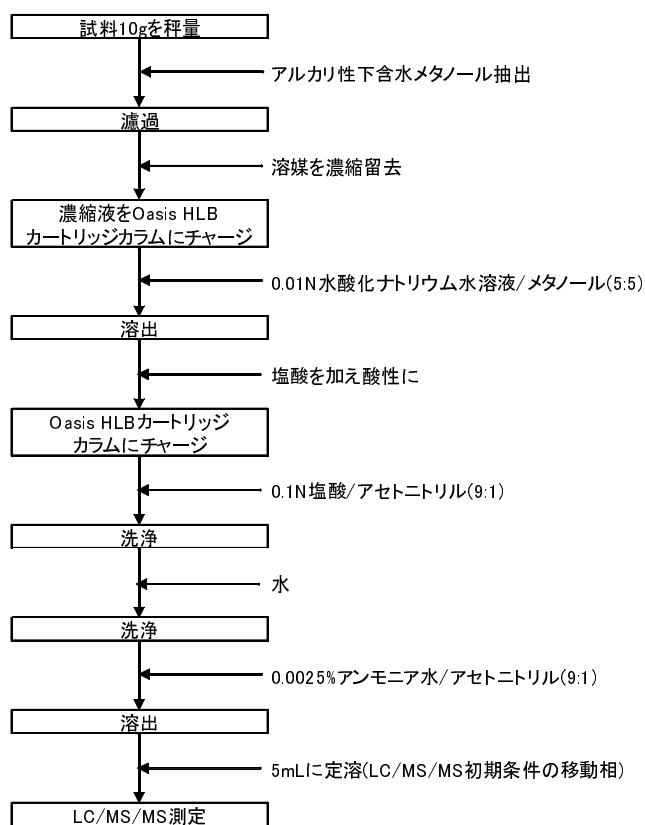 試料10gを秤量
アルカリ性下含水メタノール抽出
濾過
溶媒を濃縮留去
濃縮液をOasis HLB
カートリッジカラムにチャージ
0.01N水酸化ナトリウム水溶液/メタノール(5:5)
溶出
塩酸を加え酸性に
Oasis HLBカートリッジ
カラムにチャージ
0.1N塩酸/アセトニトリル(9:1)
洗浄
水
洗浄
0.0025%アンモニア水/アセトニトリル(9:1)
溶出
5mLに定溶(LC/MS/MS初期条件の移動相)
LC/MS/MS測定